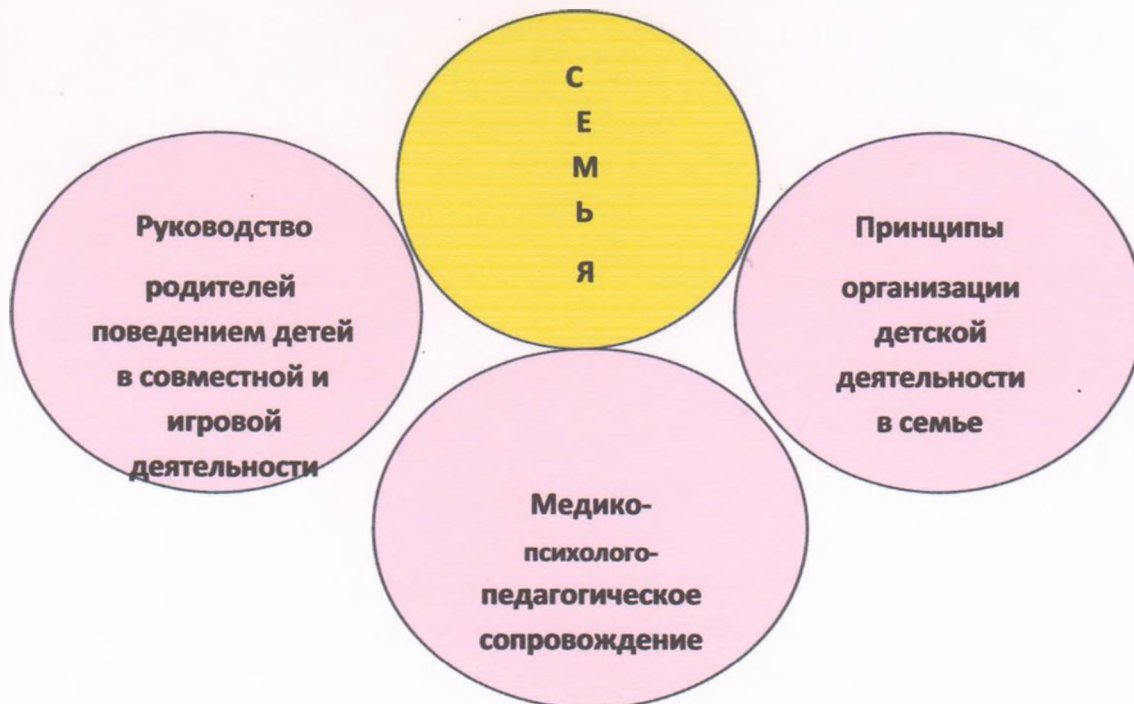 С
Е
М
Ь
Я
Руководство
родителей
поведением детей
в совместной и
игровой
деятельности
Принципы
организации
детской
деятельности
в семье
Медико-
психолого-
педагогическое
сопровождение